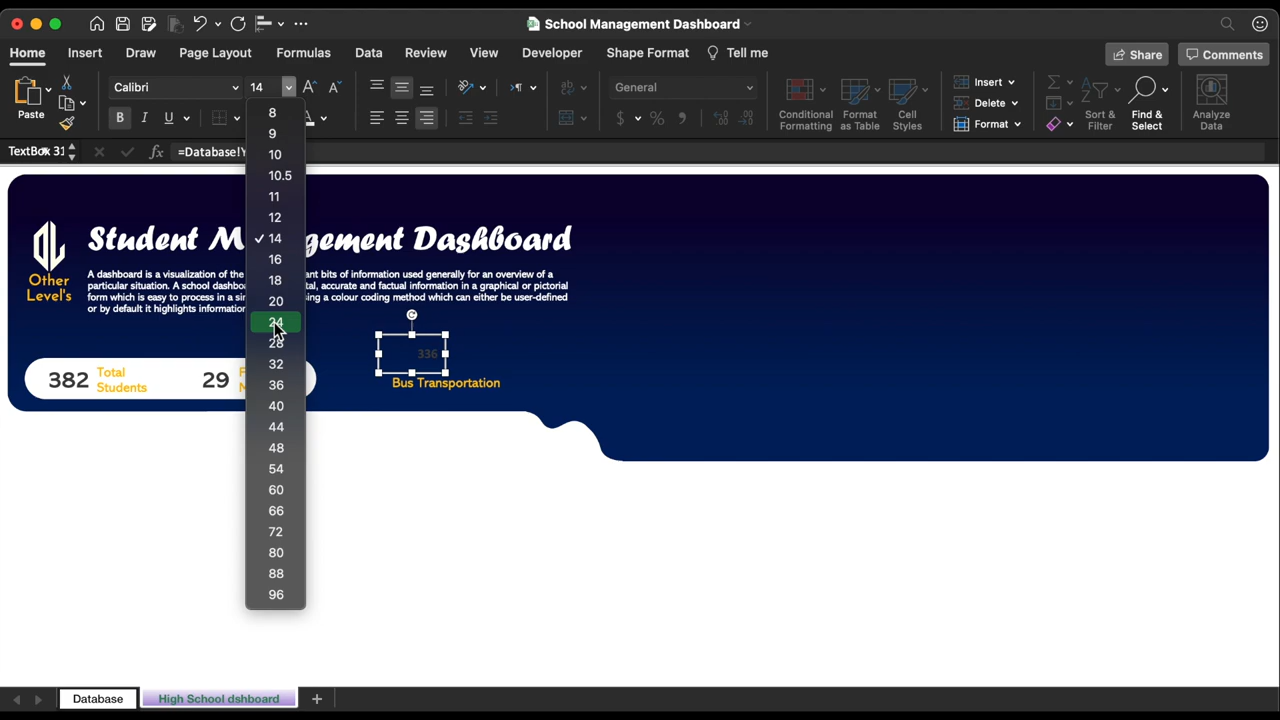 School Management Dashboard
Home Insert Draw Page Layout Formulas Data Review View Developer Shape Format Tell me Share Comments
Paste
Calibri 14 A A
B I U A
General
$ %
Conditional Formatting
Format as Table
Cell Styles
Insert
Delete
Format
Sort & Filter
Find & Select
Analyze Data
TextBox 31 fx =Database!Y
8
9
10
10.5
11
12
✓ 14
16
18
20
24
28
32
36
40
44
48
54
60
66
72
80
88
96
Other Level's
Student M gement Dashboard
A dashboard is a visualization of the ant bits of information used generally for an overview of a
particular situation. A school dashbo tal, accurate and factual information in a graphical or pictorial
form which is easy to process in a si sing a colour coding method which can either be user-defined
or by default it highlights information
336
Bus Transportation
382 Total Students
29 F
Database High School dshboard +